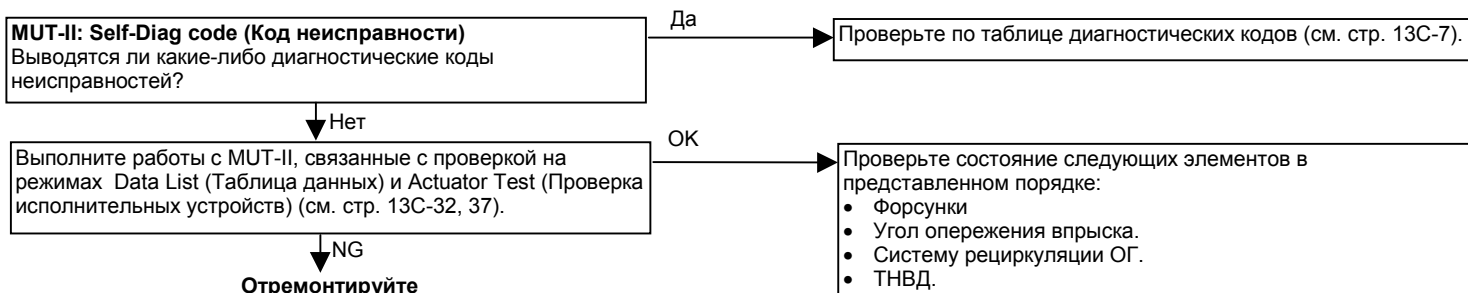 MUT-II: Self-Diag code (Код неисправности)
Выводятся ли какие-либо диагностические коды
неисправностей?
Да
Проверьте по таблице диагностических кодов (см. стр. 13С-7).
Нет
Выполните работы с MUT-II, связанные с проверкой на
режимах Data List (Таблица данных) и Actuator Test (Проверка
исполнительных устройств) (см. стр. 13С-32, 37).
OK
Проверьте состояние следующих элементов в
представленном порядке:
• Форсунки
• Угол опережения впрыска.
• Систему рециркуляции ОГ.
• ТНВД.
NG
Отремонтируйте